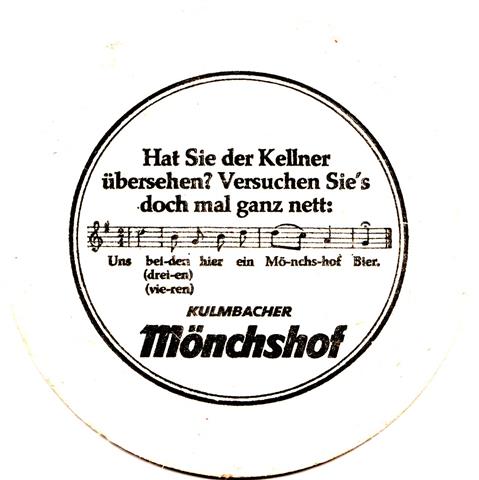 Hat Sie der Kellner
übersehen? Versuchen Sie's
doch mal ganz nett:
Uns bei-den hier ein Mö-nchs-hof Bier.
(drei-en)
(vie-ren)
KULMBACHER
Mönchshof